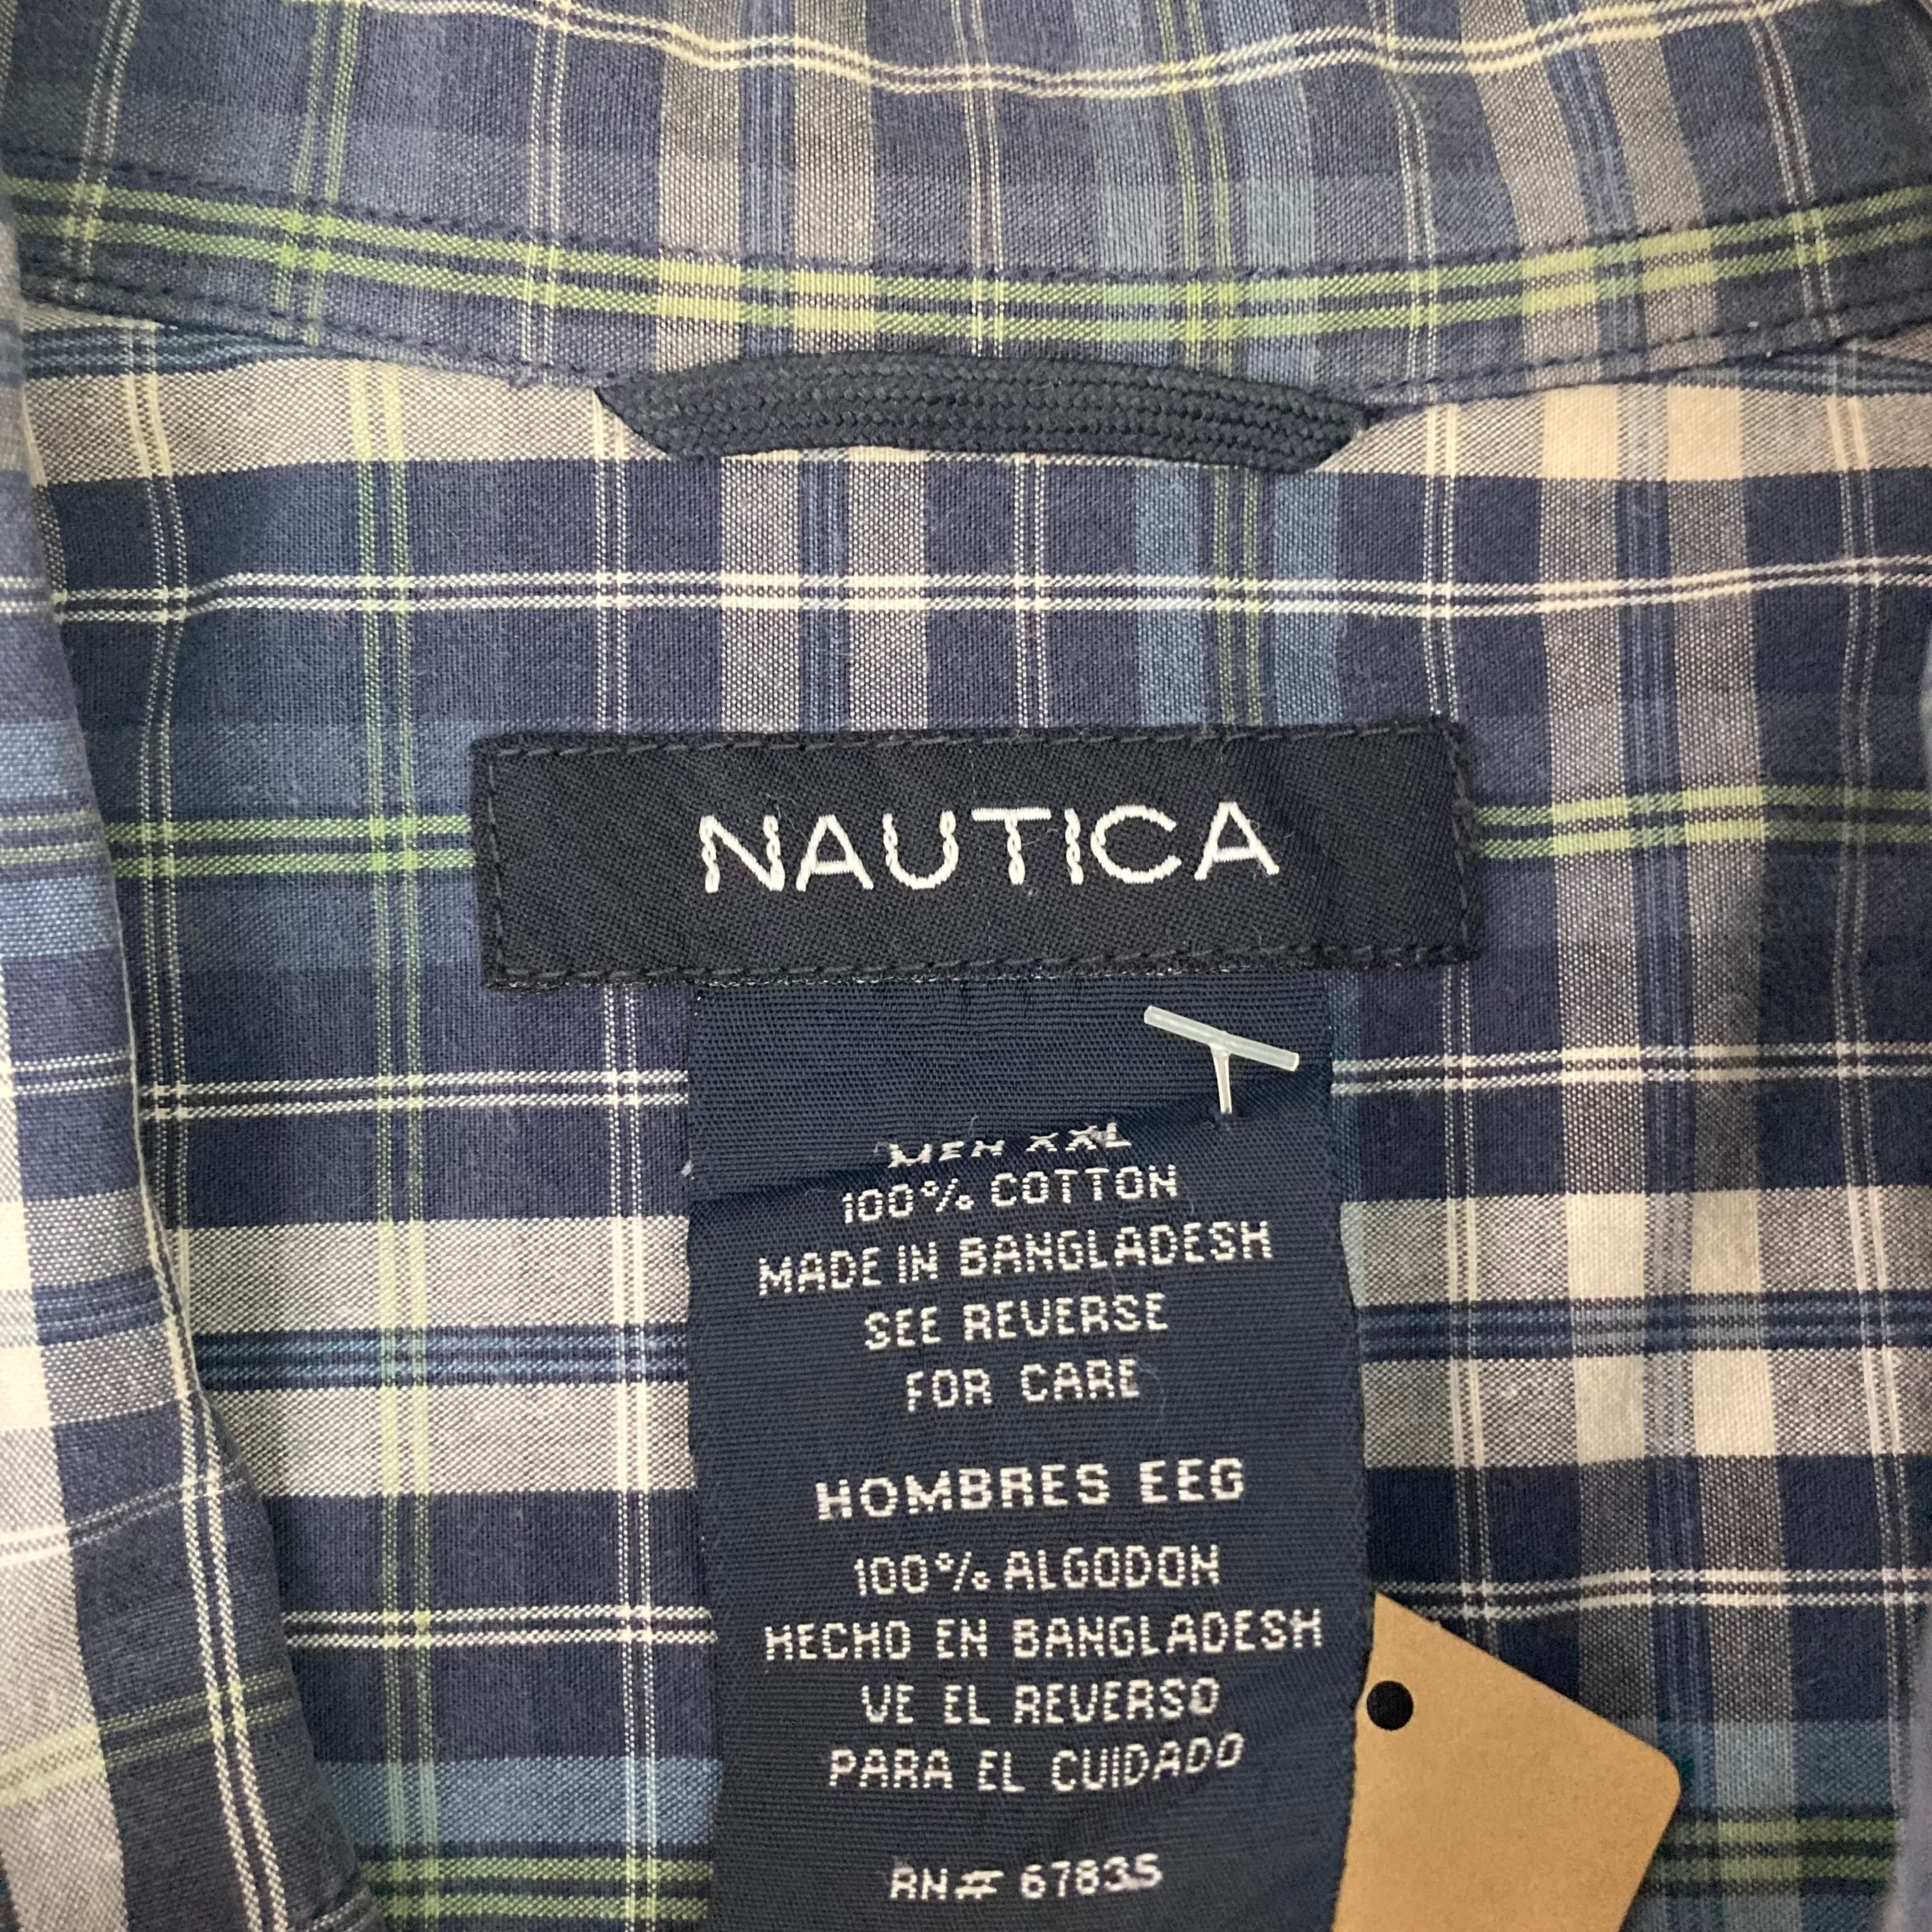 NAUTICA
MEN XXL
100% COTTON
MADE IN BANGLADESH
SEE REVERSE
FOR CARE
HOMBRES EEG
100% ALGODON
HECHO EN BANGLADESH
VE EL REVERSO
PARA EL CUIDADO
RN# 67835